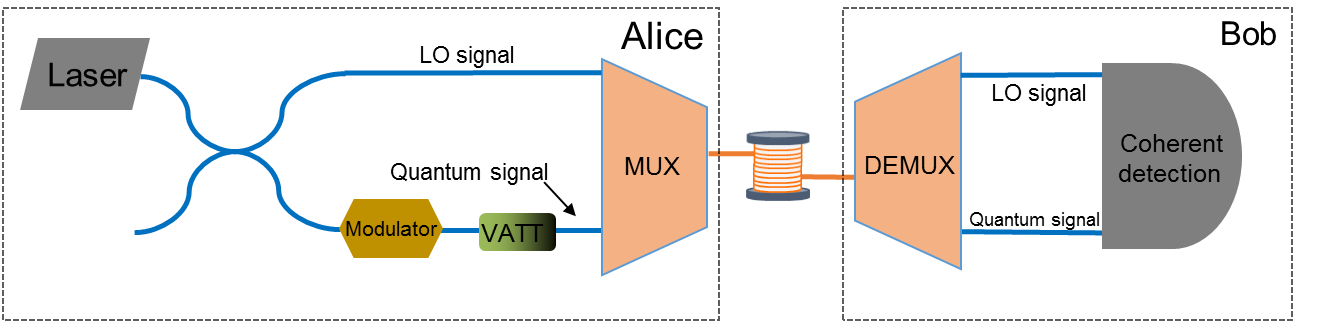 Alice
Bob
Laser
LO signal
LO signal
Coherent
detection
MUX
DEMUX
Quantum signal
Quantum signal
Modulator
VATT